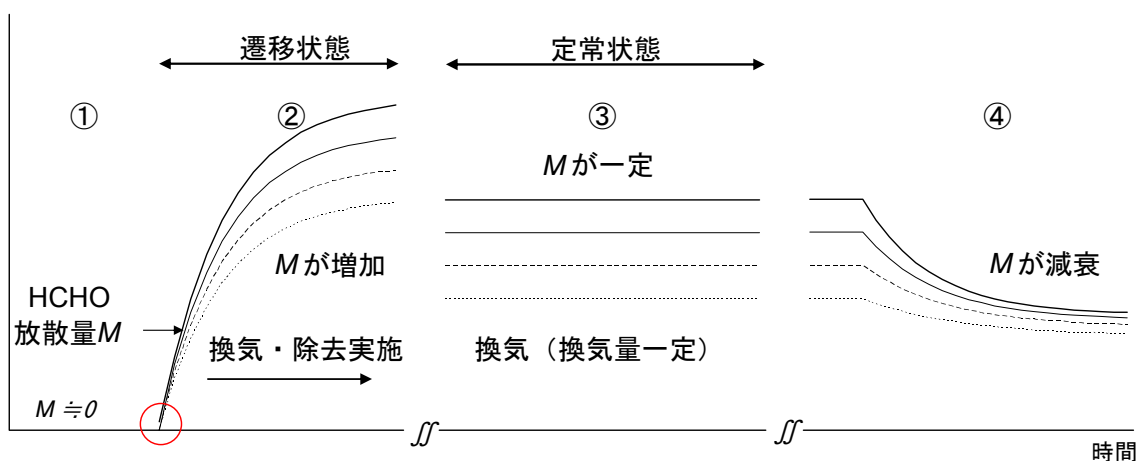 遷移状態
定常状態
①
②
③
④
Mが一定
Mが増加
Mが減衰
HCHO
放散量M
換気・除去実施
換気（換気量一定）
M≒0
∬
∬
時間